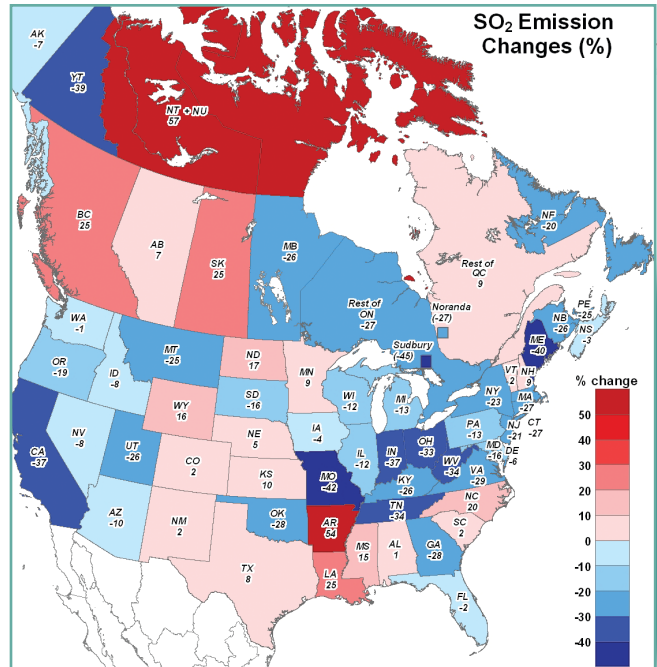 SO₂ Emission
Changes (%)
AK
-7
YT
-39
NT + NU
57
BC
25
AB
7
SK
25
MB
-26
NF
-20
Rest of
QC
9
Rest of
ON
-27
Noranda
(-27)
Sudbury
(-45)
PE
-25
NB
-26
NS
-3
ME
-40
WA
-1
MT
-25
ND
17
MN
9
VT
2
NH
9
OR
-19
ID
-8
SD
-16
WI
-12
MI
-13
NY
-23
MA
-27
CT
-27
WY
16
NE
5
IA
-4
PA
-13
NJ
-21
MD
-16
DE
-6
CA
-37
NV
-8
UT
-26
CO
2
KS
10
MO
-42
IL
-12
IN
-37
OH
-33
WV
-34
VA
-29
KY
-26
AZ
-10
NM
2
OK
-28
AR
54
TN
-34
NC
20
SC
2
TX
8
LA
25
MS
15
AL
1
GA
-28
FL
-2
% change
50
40
30
20
10
0
-10
-20
-30
-40